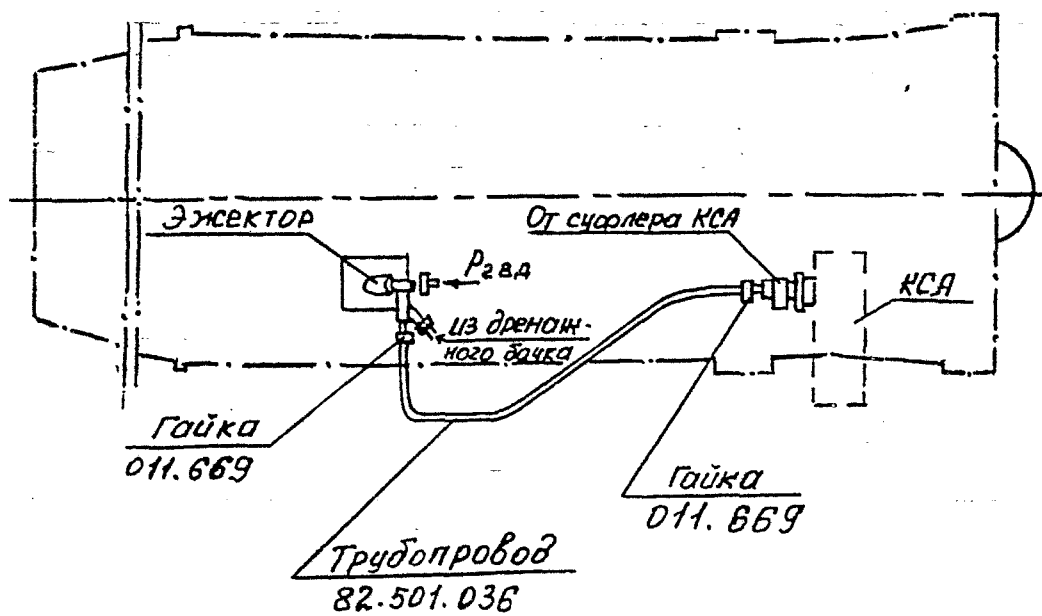 Эжектор
От суфлера КСА
P₂ в.д
КСА
из дренаж-
ного бачка
Гайка
011.669
Гайка
011.669
Трубопровод
82.501.036